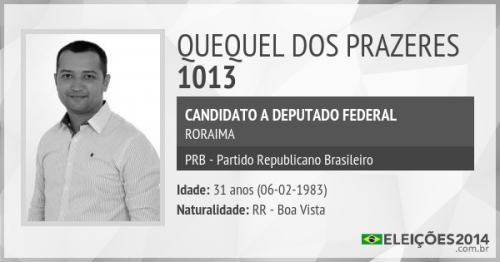 QUEQUEL DOS PRAZERES
1013
CANDIDATO A DEPUTADO FEDERAL
RORAIMA
PRB - Partido Republicano Brasileiro
Idade: 31 anos (06-02-1983)
Naturalidade: RR - Boa Vista
ELEIÇÕES2014
.com.br